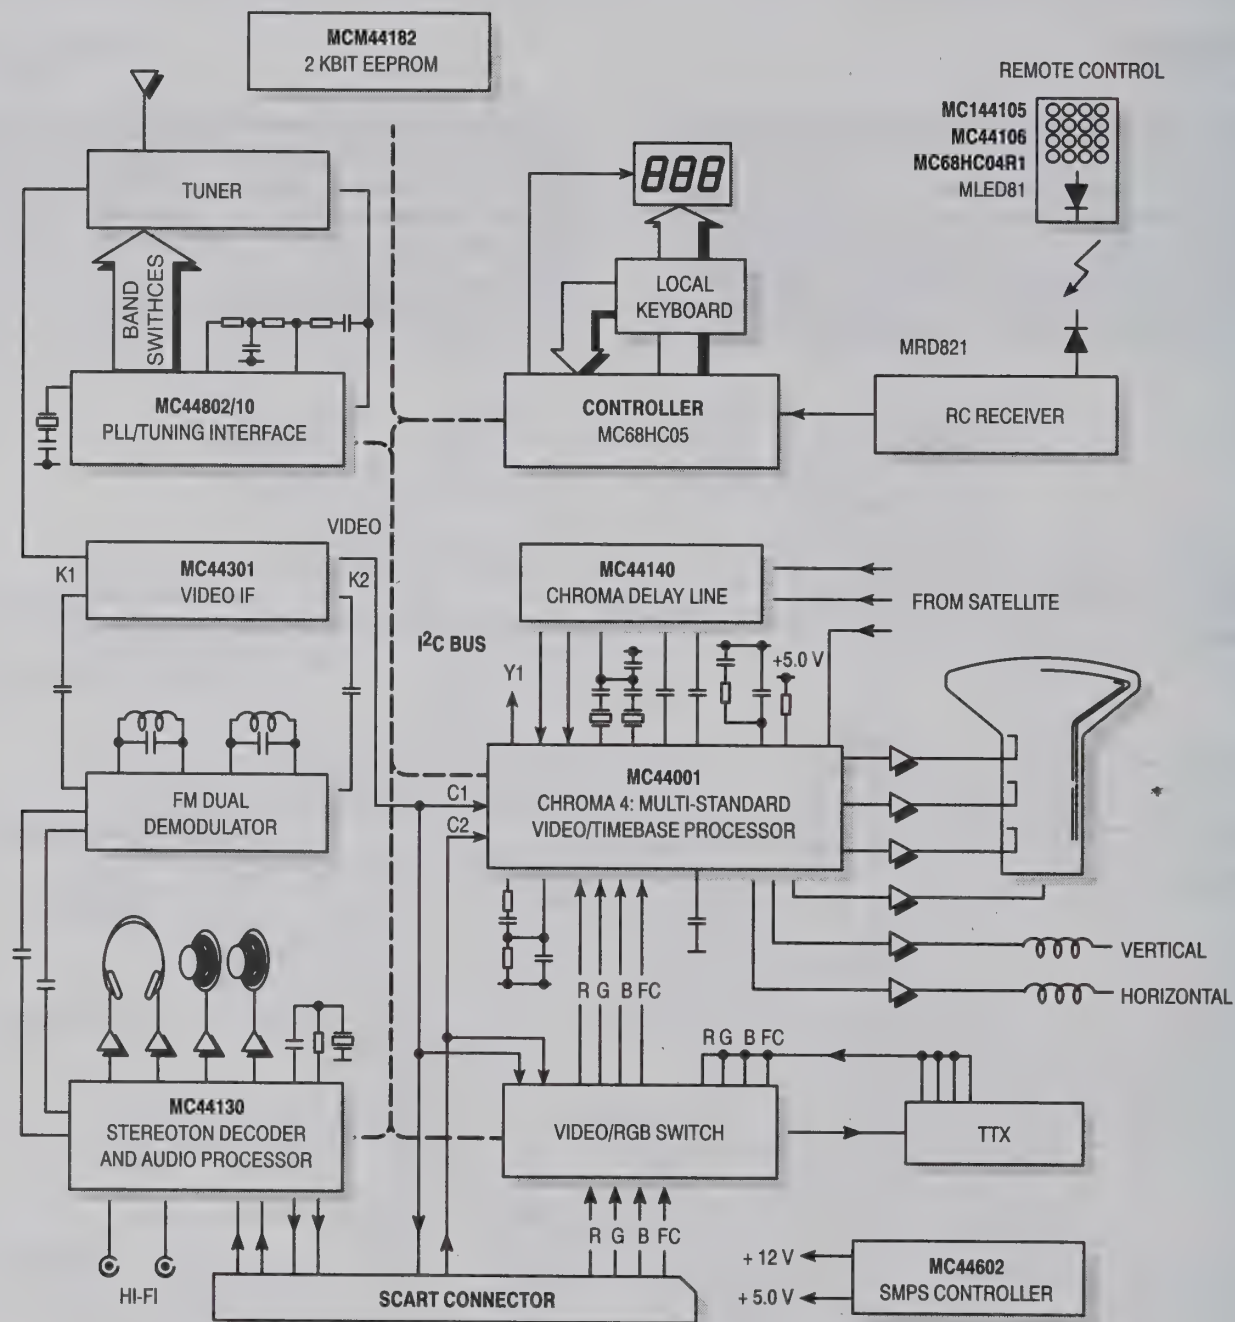 MCM44182
2 KBIT EEPROM
REMOTE CONTROL
MC144105
MC44106
MC68HC04R1
MLED81
TUNER
888
BAND
SWITHCES
LOCAL
KEYBOARD
MRD821
MC44802/10
PLL/TUNING INTERFACE
CONTROLLER
MC68HC05
RC RECEIVER
VIDEO
K1
MC44301
VIDEO IF
K2
MC44140
CHROMA DELAY LINE
FROM SATELLITE
I²C BUS
Y1
+5.0 V
FM DUAL
DEMODULATOR
C1
C2
MC44001
CHROMA 4: MULTI-STANDARD
VIDEO/TIMEBASE PROCESSOR
VERTICAL
HORIZONTAL
R G B FC
R G B FC
MC44130
STEREOTON DECODER
AND AUDIO PROCESSOR
VIDEO/RGB SWITCH
TTX
R G B FC
HI-FI
SCART CONNECTOR
+ 12 V
+ 5.0 V
MC44602
SMPS CONTROLLER